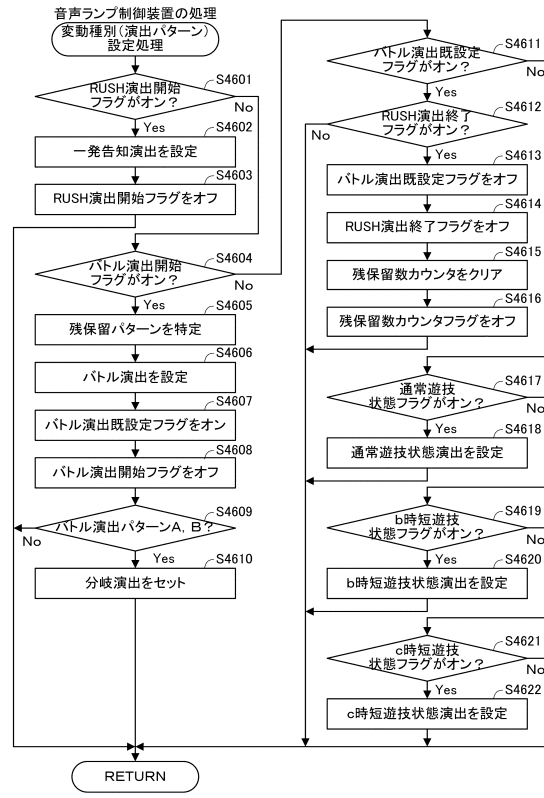 音声ランプ制御装置の処理
変動種別(演出パターン)
設定処理
S4601
RUSH演出開始
フラグがオン？
No
Yes
S4602
一発告知演出を設定
S4603
RUSH演出開始フラグをオフ
S4604
バトル演出開始
フラグがオン？
No
Yes
S4605
残保留パターンを特定
S4606
バトル演出を設定
S4607
バトル演出既設定フラグをオン
S4608
バトル演出開始フラグをオフ
S4609
バトル演出パターンA, B？
No
Yes
S4610
分岐演出をセット
RETURN
S4611
バトル演出既設定
フラグがオン？
No
Yes
S4612
RUSH演出終了
フラグがオン？
No
Yes
S4613
バトル演出既設定フラグをオフ
S4614
RUSH演出終了フラグをオフ
S4615
残保留数カウンタをクリア
S4616
残保留数カウンタフラグをオフ
S4617
通常遊技
状態フラグがオン？
No
Yes
S4618
通常遊技状態演出を設定
S4619
b時短遊技
状態フラグがオン？
No
Yes
S4620
b時短遊技状態演出を設定
S4621
c時短遊技
状態フラグがオン？
No
Yes
S4622
c時短遊技状態演出を設定